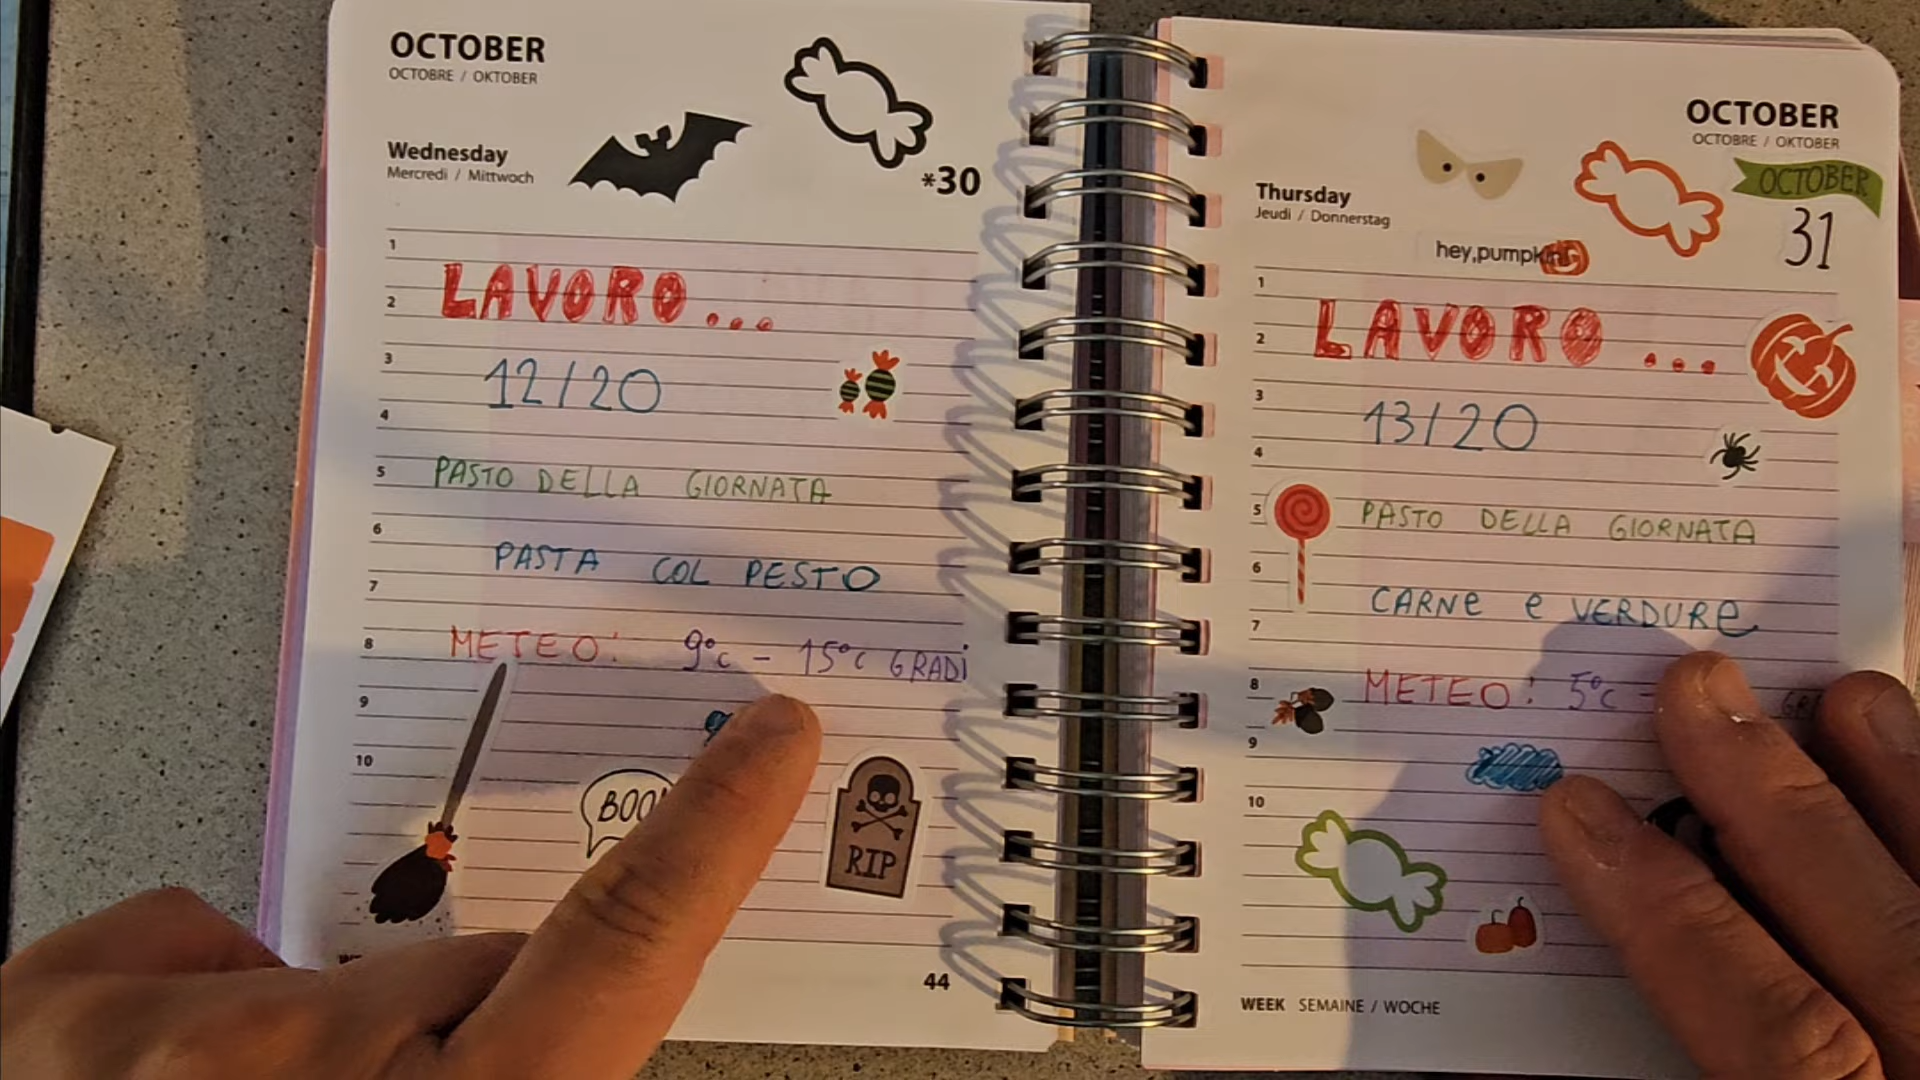 OCTOBER
OCTOBRE / OKTOBER
Wednesday
Mercredi / Mittwoch
*30
1
LAVORO...
2
3
12/20
4
5
PASTO DELLA GIORNATA
6
PASTA COL PESTO
7
8
METEO: 9°C - 15°C GRADI
9
10
BOO!
RIP
44
OCTOBER
OCTOBRE / OKTOBER
OCTOBER
Thursday
Jeudi / Donnerstag
31
hey, pumpkin!
1
LAVORO...
2
3
13/20
4
5
PASTO DELLA GIORNATA
6
CARNe e VERDURe
7
8
METEO: 5°C -
9
10
WEEK SEMAINE / WOCHE